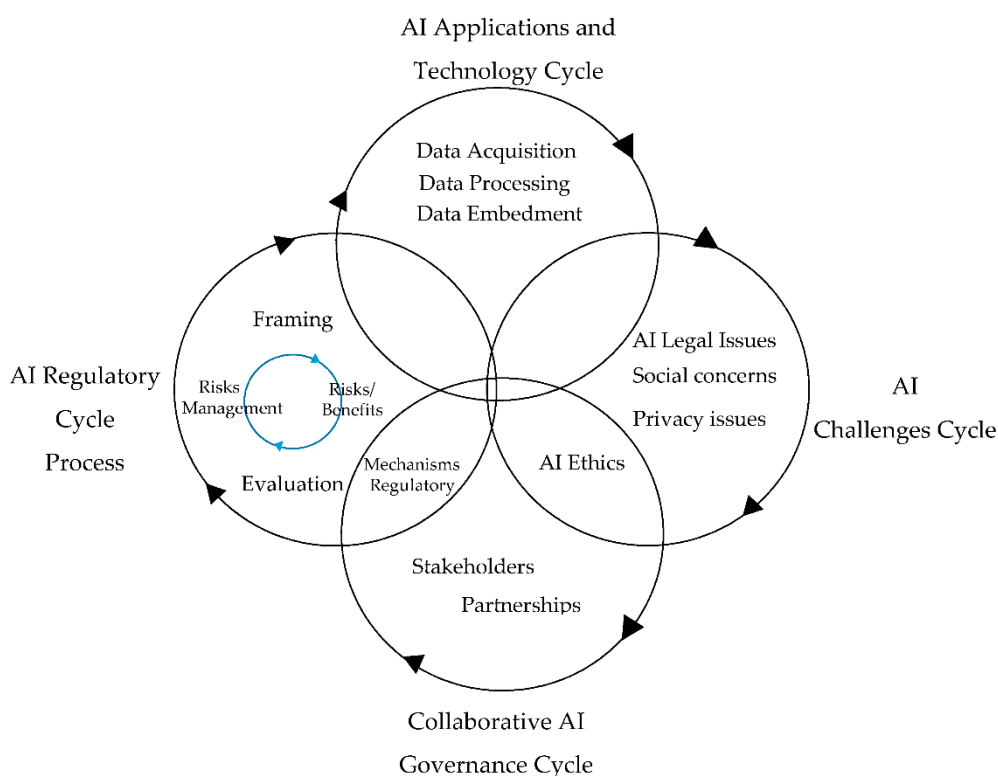 AI Applications and
Technology Cycle
Data Acquisition
Data Processing
Data Embedment
Framing
Risks
Management
Risks/
Benefits
Evaluation
AI Regulatory
Cycle
Process
Mechanisms
Regulatory
AI Legal Issues
Social concerns
Privacy issues
AI Ethics
AI
Challenges Cycle
Stakeholders
Partnerships
Collaborative AI
Governance Cycle